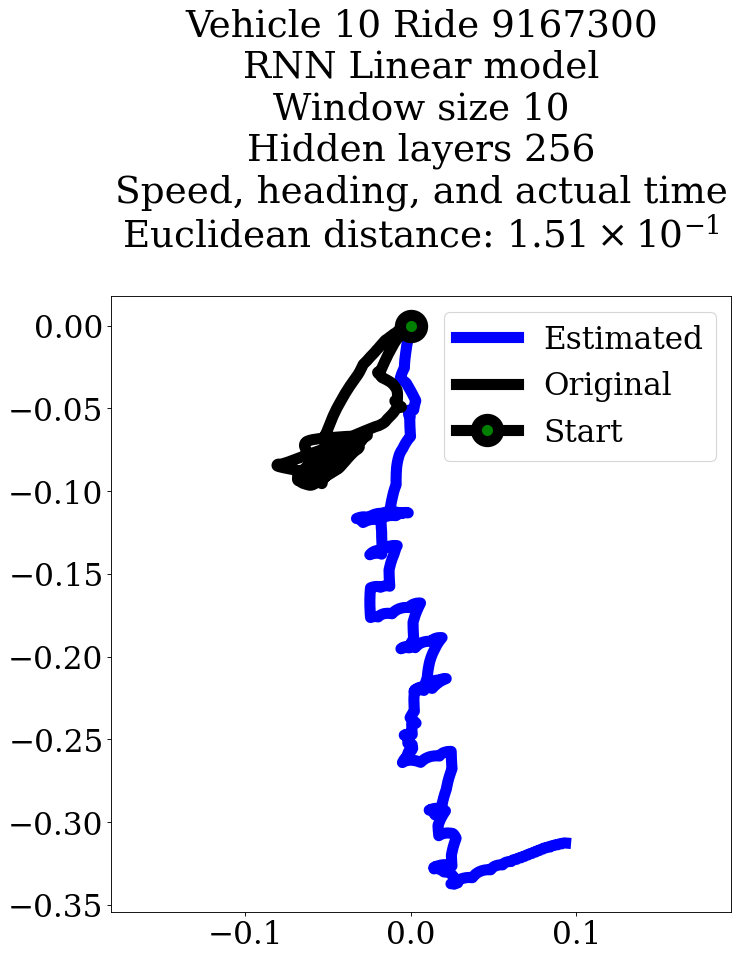 Vehicle 10 Ride 9167300
RNN Linear model
Window size 10
Hidden layers 256
Speed, heading, and actual time
Euclidean distance: 1.51 × 10⁻¹
Estimated
Original
Start
0.00
−0.05
−0.10
−0.15
−0.20
−0.25
−0.30
−0.35
−0.1
0.0
0.1